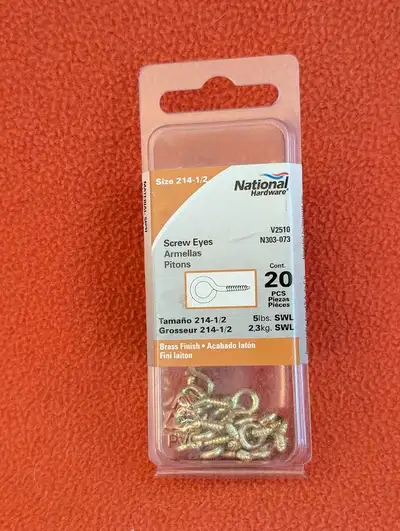 Size 214-1/2
National
Hardware®
V2510
N303-073
Screw Eyes
Armellas
Pitons
Cont.
20
PCS
Piezas
Pièces
Tamaño 214-1/2
Grosseur 214-1/2
5lbs. SWL
2,3kg. SWL
Brass Finish • Acabado latón
Fini laiton
PVC